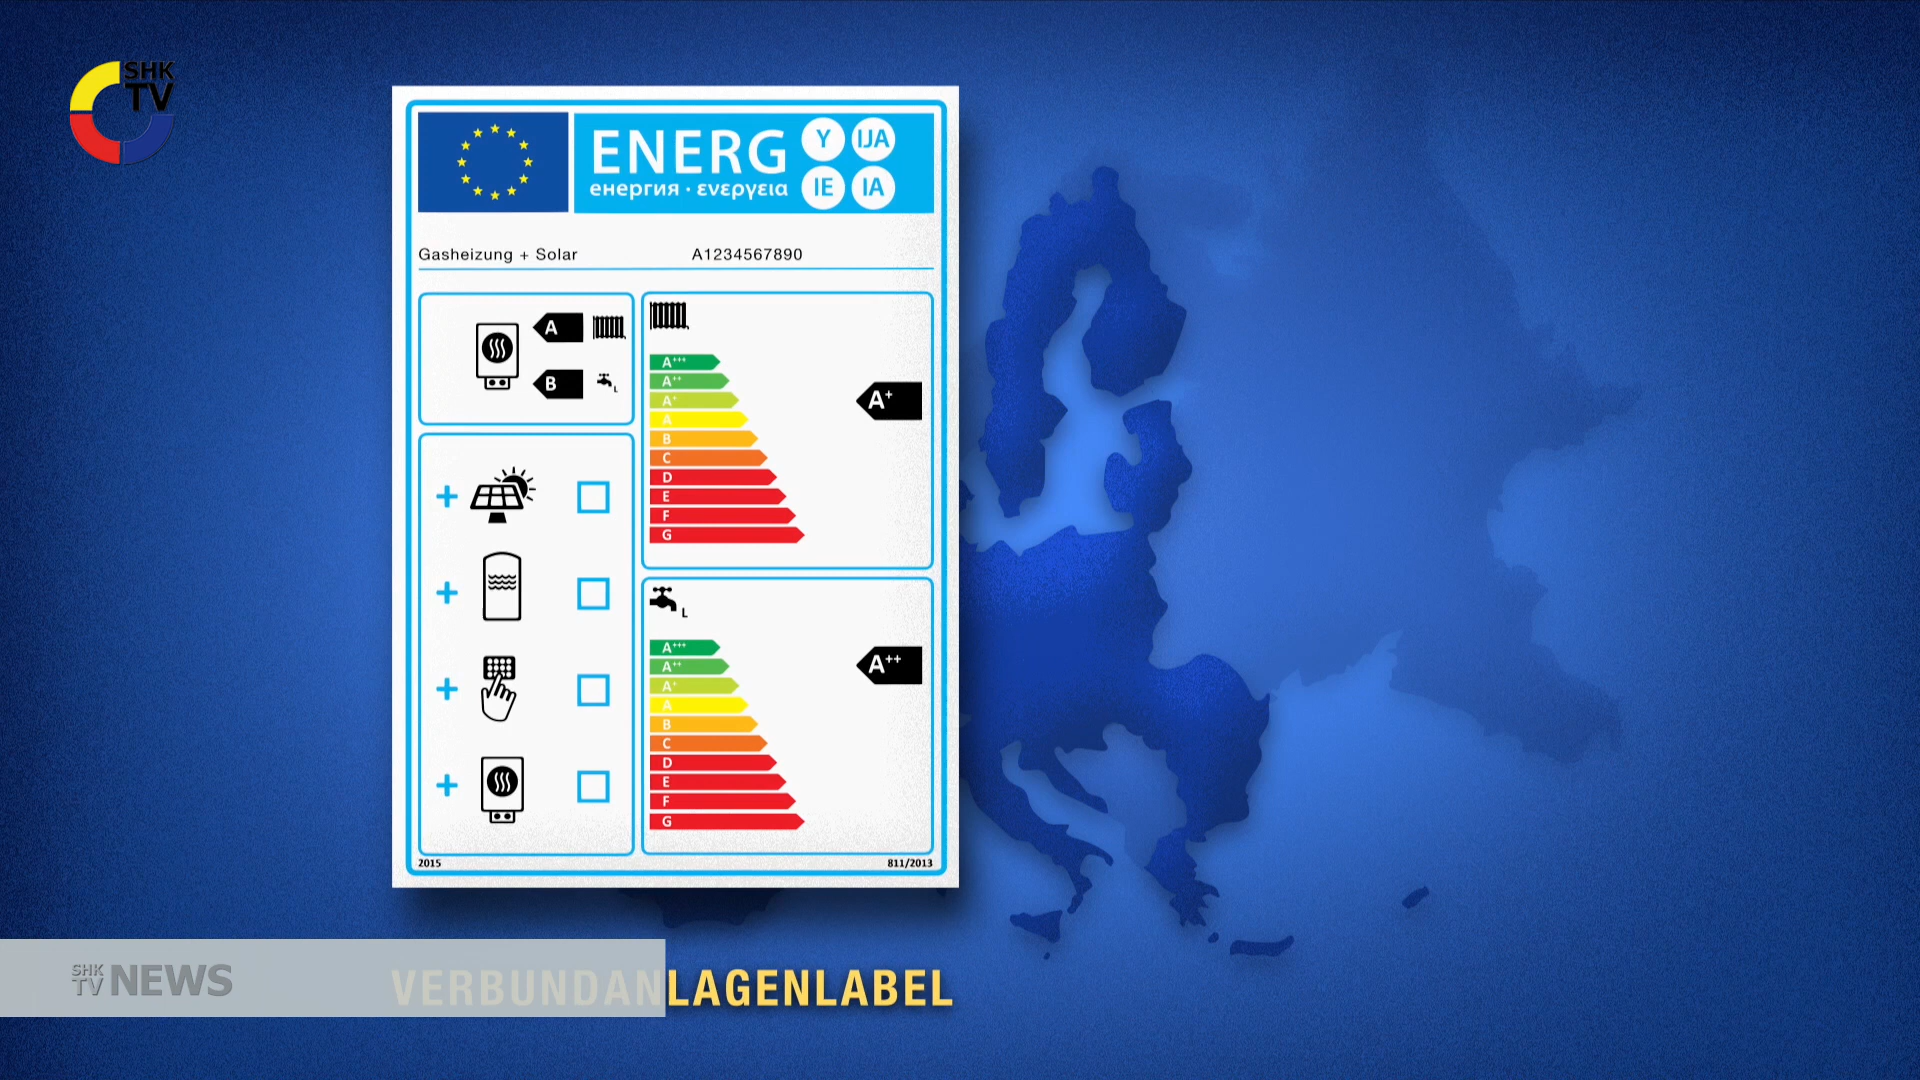 SHK
TV
ENERG
Y IJA
IE IA
енергия · ενεργεια
Gasheizung + Solar A1234567890
A
B
L
A+++
A++
A+
A
B
C
D
E
F
G
A+
L
A+++
A++
A+
A
B
C
D
E
F
G
A++
2015 811/2013
SHK
TV NEWS
VERBUNDANLAGENLABEL